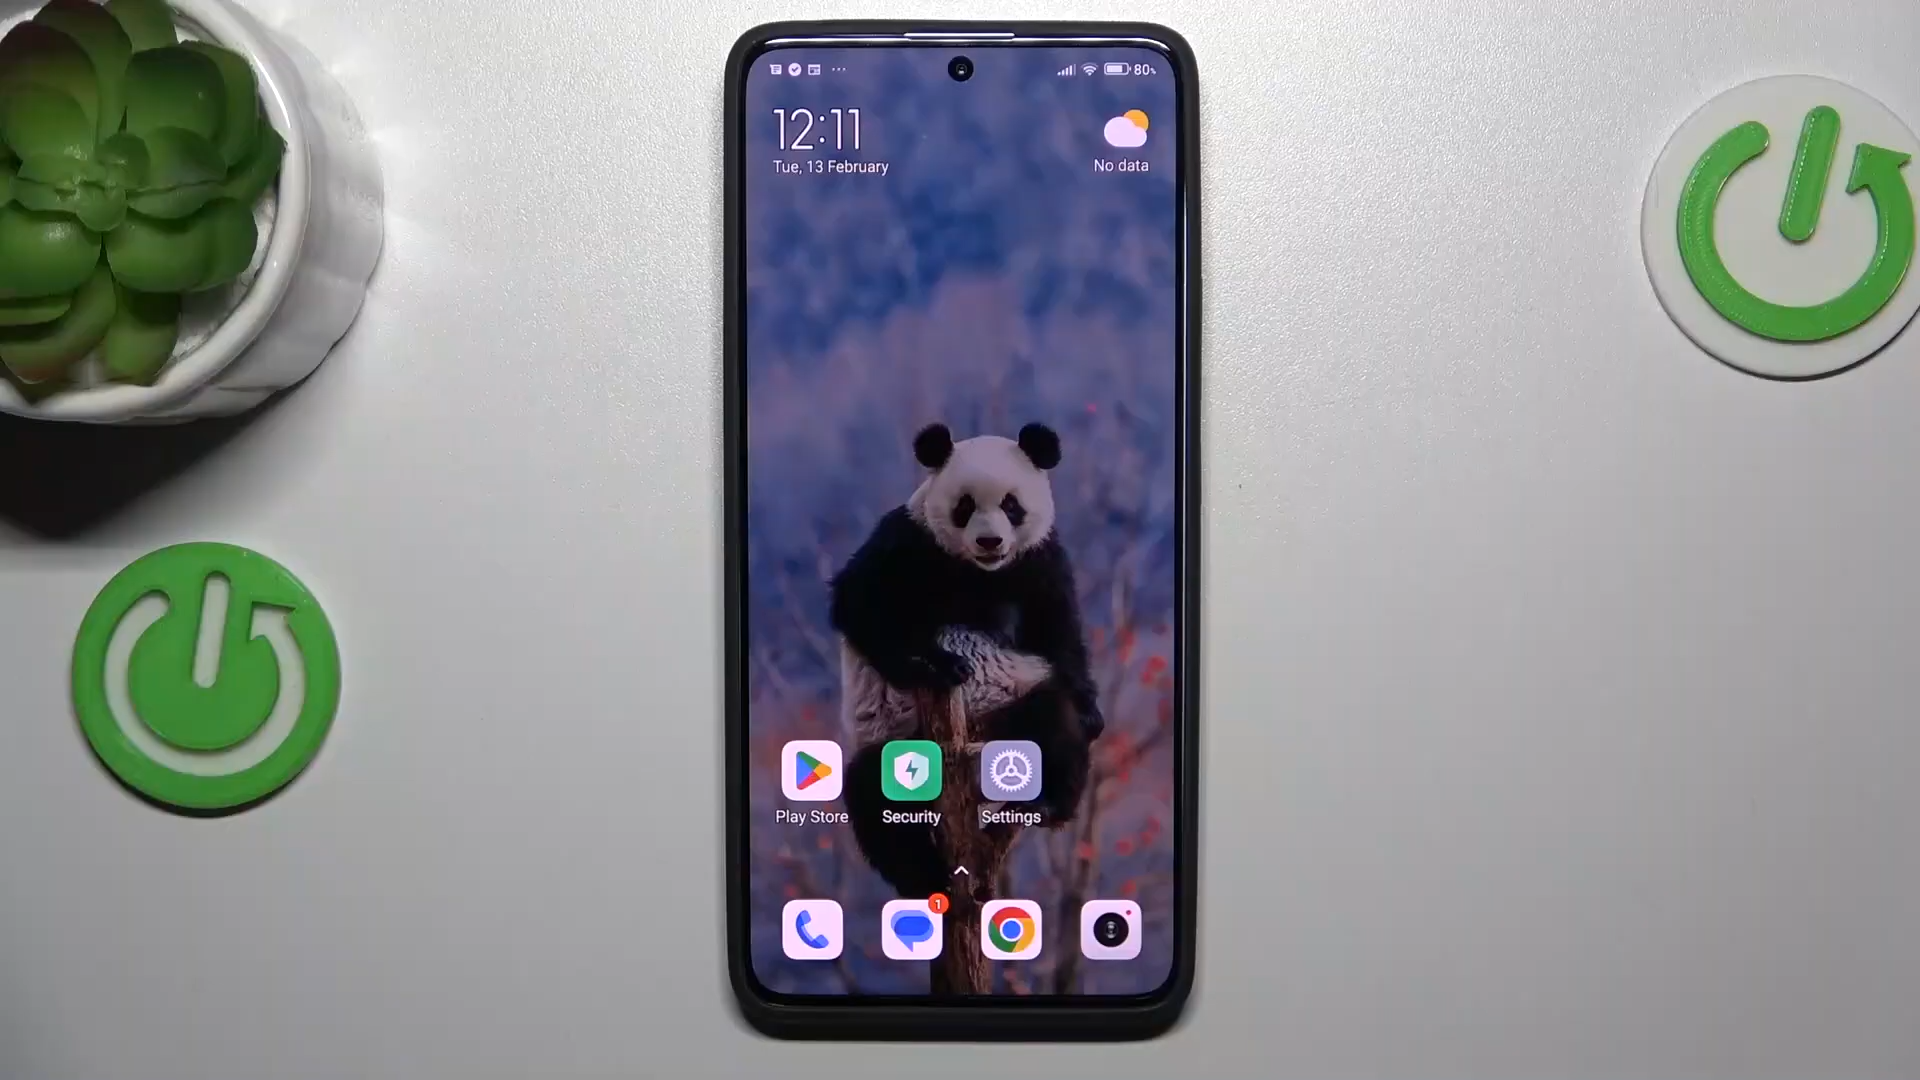 80%
12:11
Tue, 13 February
No data
Play Store
Security
Settings
1